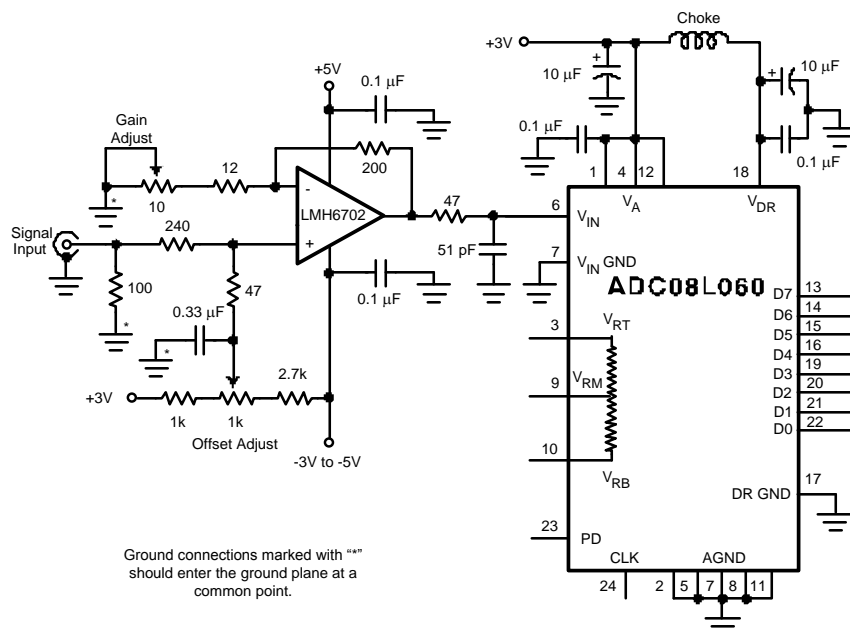 Choke
+3V
+
10 µF
+
10 µF
+5V
0.1 µF
0.1 µF
0.1 µF
Gain
Adjust
12
200
1
4
12
18
10
*
-
LMH6702
+
47
6
V_IN
V_A
V_DR
Signal
Input
240
51 pF
7
V_IN GND
100
47
0.1 µF
ADC08L060
D7
13
D6
14
D5
15
D4
16
D3
19
D2
20
D1
21
D0
22
*
0.33 µF
*
3
V_RT
9
V_RM
10
V_RB
+3V
1k
1k
2.7k
Offset Adjust
-3V to -5V
DR GND
17
23
PD
CLK
AGND
24
2
5
7
8
11
Ground connections marked with “*”
should enter the ground plane at a
common point.